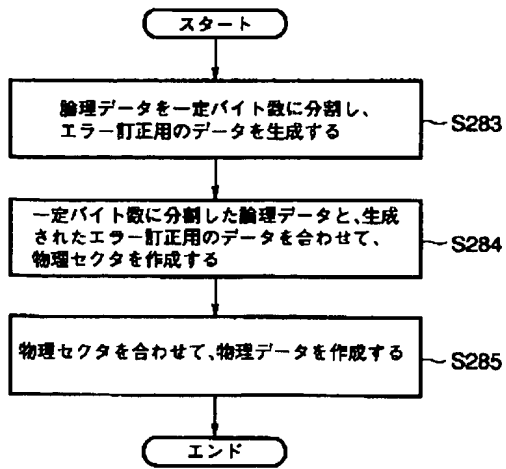 スタート
論理データを一定バイト数に分割し、
エラー訂正用のデータを生成する
S283
一定バイト数に分割した論理データと、生成
されたエラー訂正用のデータを合わせて、
物理セクタを作成する
S284
物理セクタを合わせて、物理データを作成する
S285
エンド